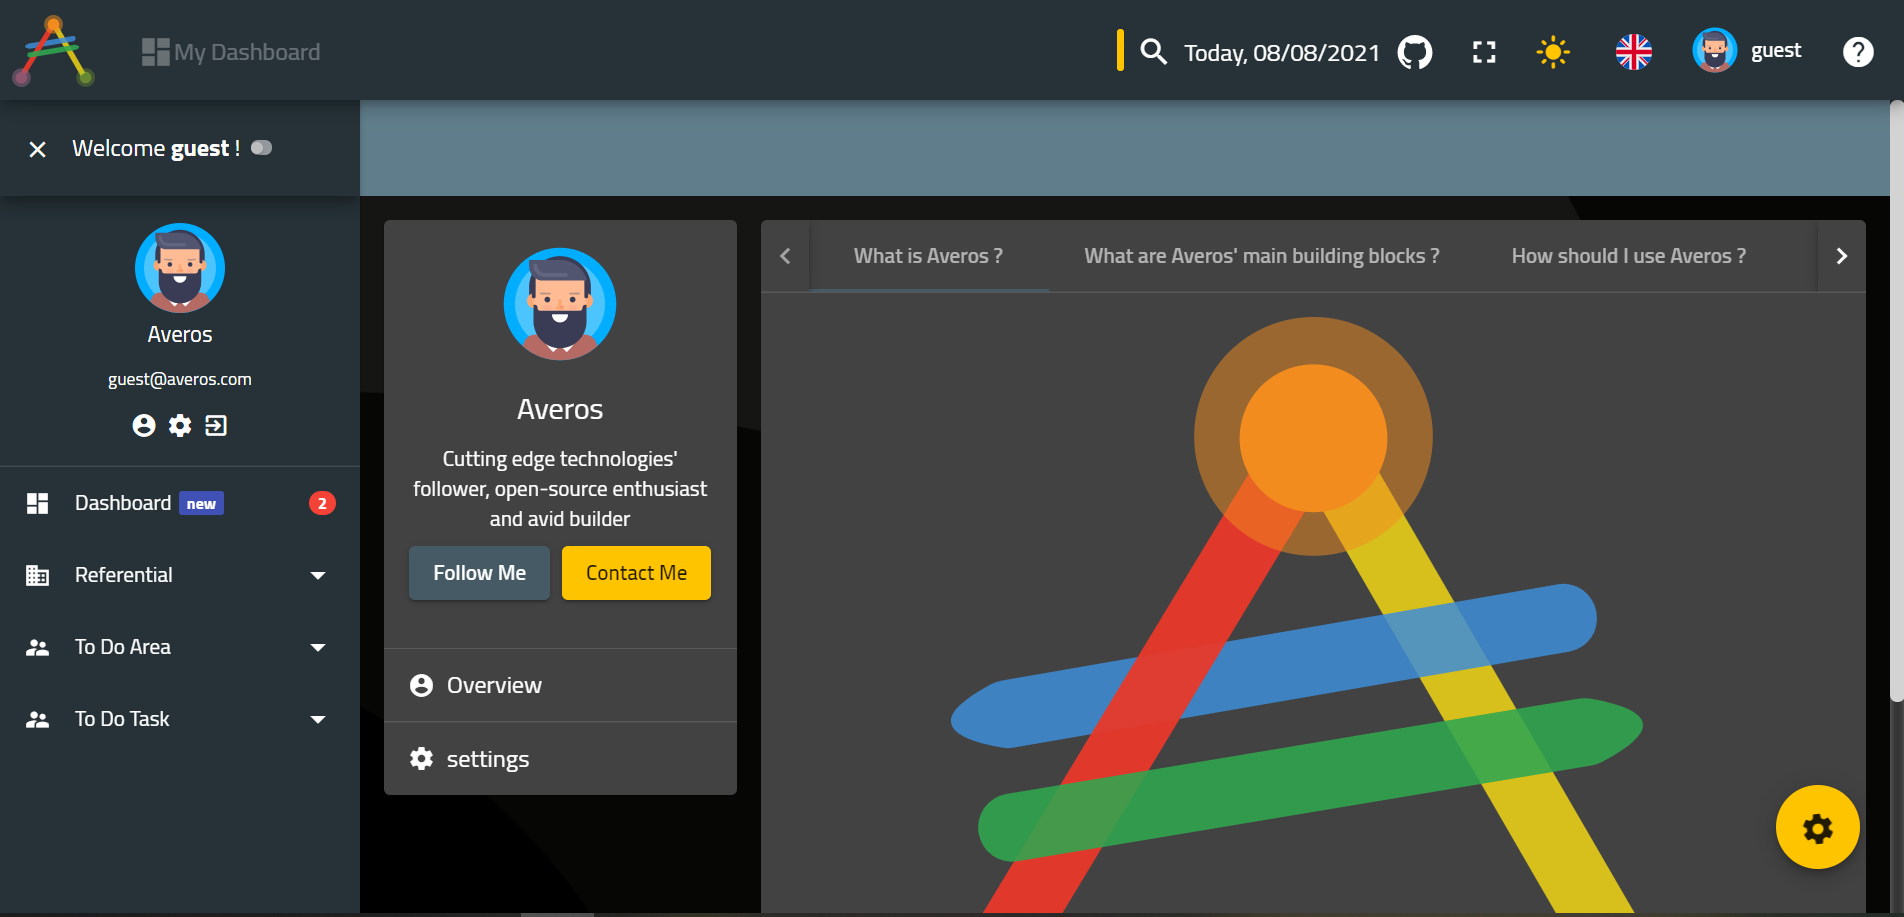 My Dashboard
Today, 08/08/2021
guest
Welcome guest !
Averos
guest@averos.com
Dashboard new 2
Referential
To Do Area
To Do Task
Averos
Cutting edge technologies'
follower, open-source enthusiast
and avid builder
Follow Me
Contact Me
Overview
settings
What is Averos ?
What are Averos' main building blocks ?
How should I use Averos ?